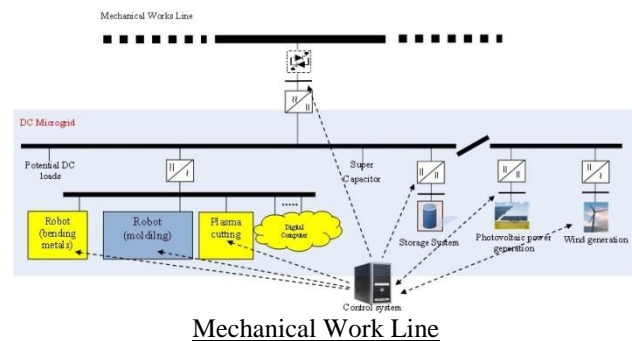 Mechanical Works Line
DC Microgrid
Potential DC
loads
Super
Capacitor
Robot
(bending
metals)
Robot
(moldilng)
Plasma
cutting
Digital
Computer
Storage System
Photovoltaic power
generation
Wind generation
Control system
Mechanical Work Line